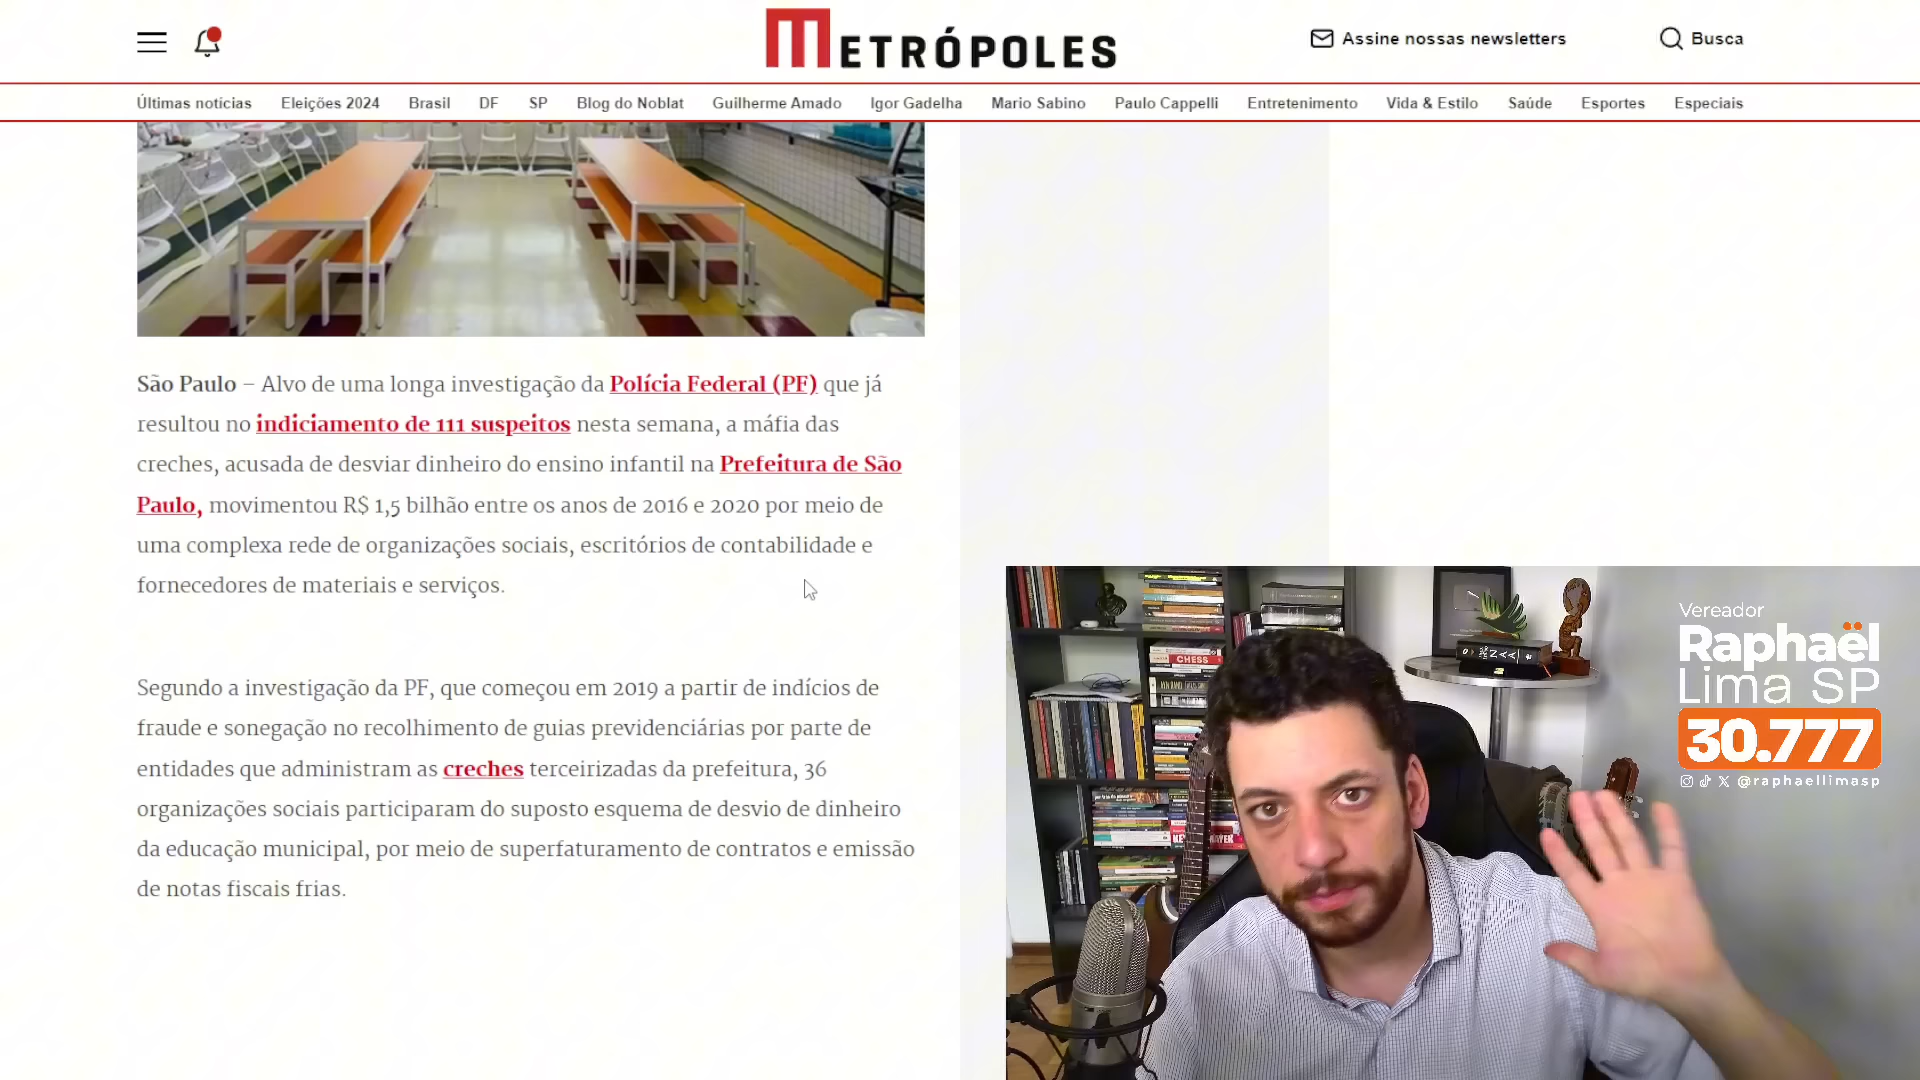 METRÓPOLES
Assine nossas newsletters
Busca
Últimas notícias Eleições 2024 Brasil DF SP Blog do Noblat Guilherme Amado Igor Gadelha Mario Sabino Paulo Cappelli Entretenimento Vida & Estilo Saúde Esportes Especiais
São Paulo – Alvo de uma longa investigação da Polícia Federal (PF) que já
resultou no indiciamento de 111 suspeitos nesta semana, a máfia das
creches, acusada de desviar dinheiro do ensino infantil na Prefeitura de São
Paulo, movimentou R$ 1,5 bilhão entre os anos de 2016 e 2020 por meio de
uma complexa rede de organizações sociais, escritórios de contabilidade e
fornecedores de materiais e serviços.
Segundo a investigação da PF, que começou em 2019 a partir de indícios de
fraude e sonegação no recolhimento de guias previdenciárias por parte de
entidades que administram as creches terceirizadas da prefeitura, 36
organizações sociais participaram do suposto esquema de desvio de dinheiro
da educação municipal, por meio de superfaturamento de contratos e emissão
de notas fiscais frias.
Vereador
Raphaël
Lima SP
30.777
@raphaellimasp
CHESS